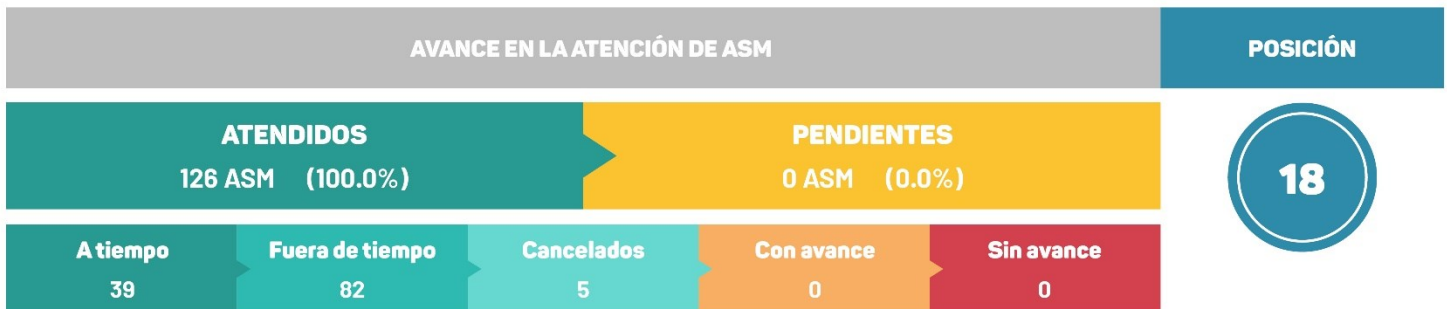 AVANCE EN LA ATENCIÓN DE ASM
POSICIÓN
ATENDIDOS
126 ASM (100.0%)
PENDIENTES
0 ASM (0.0%)
18
A tiempo
39
Fuera de tiempo
82
Cancelados
5
Con avance
0
Sin avance
0